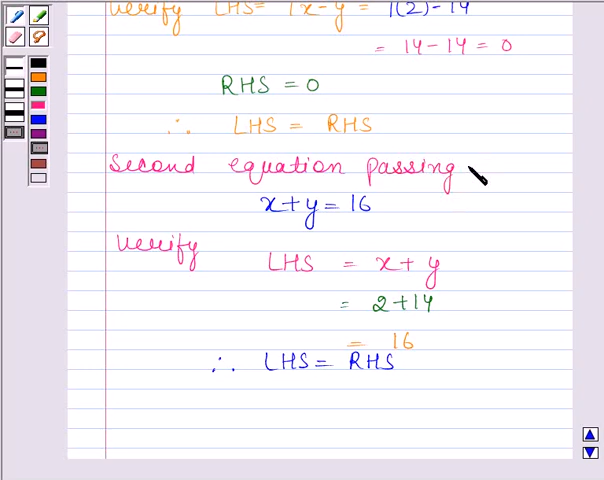 Verify LHS = 7x-y = 7(2)-14
= 14-14 = 0
RHS = 0
∴ LHS = RHS
Second equation passing
x+y = 16
Verify
LHS = x+y
= 2+14
= 16
∴ LHS = RHS